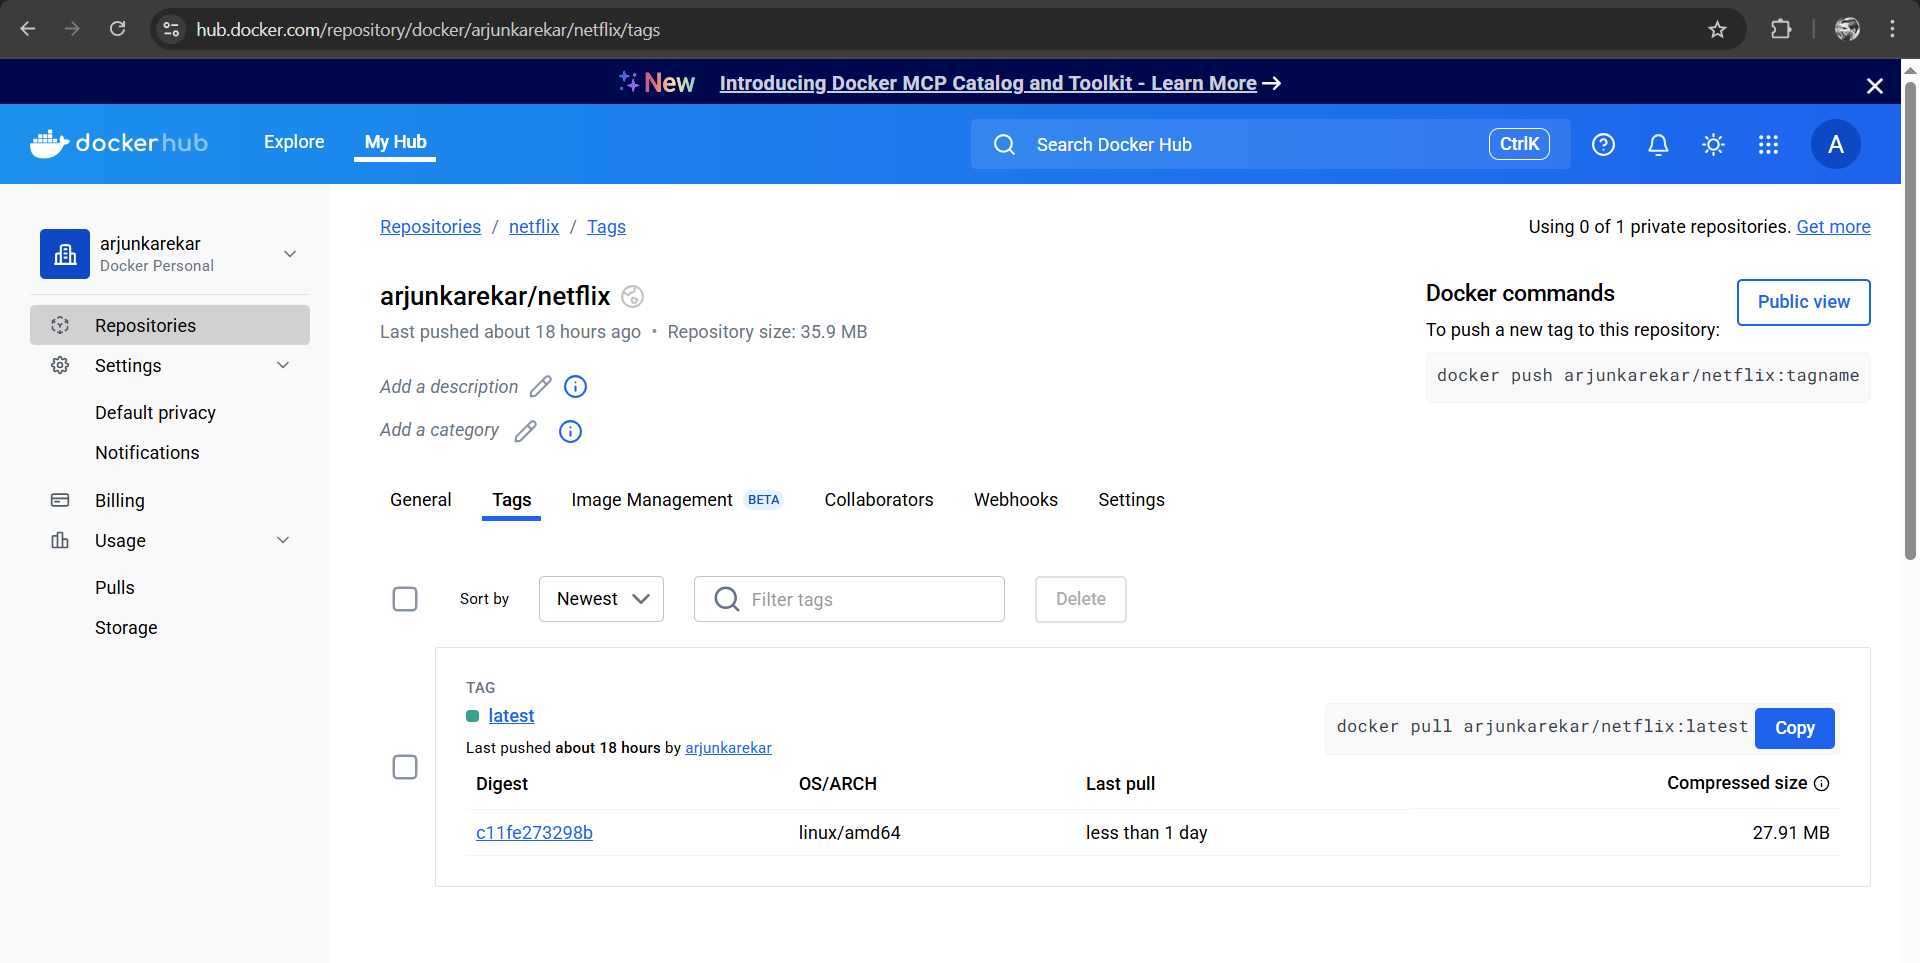 hub.docker.com/repository/docker/arjunkarekar/netflix/tags
New Introducing Docker MCP Catalog and Toolkit - Learn More
docker hub
Explore
My Hub
Search Docker Hub
CtrlK
A
arjunkarekar
Docker Personal
Repositories
Settings
Default privacy
Notifications
Billing
Usage
Pulls
Storage
Repositories / netflix / Tags
Using 0 of 1 private repositories. Get more
arjunkarekar/netflix
Last pushed about 18 hours ago • Repository size: 35.9 MB
Add a description
Add a category
Docker commands
Public view
To push a new tag to this repository:
docker push arjunkarekar/netflix:tagname
General
Tags
Image Management BETA
Collaborators
Webhooks
Settings
Sort by
Newest
Filter tags
Delete
TAG
latest
Last pushed about 18 hours by arjunkarekar
docker pull arjunkarekar/netflix:latest
Copy
Digest OS/ARCH Last pull Compressed size
c11fe273298b linux/amd64 less than 1 day 27.91 MB